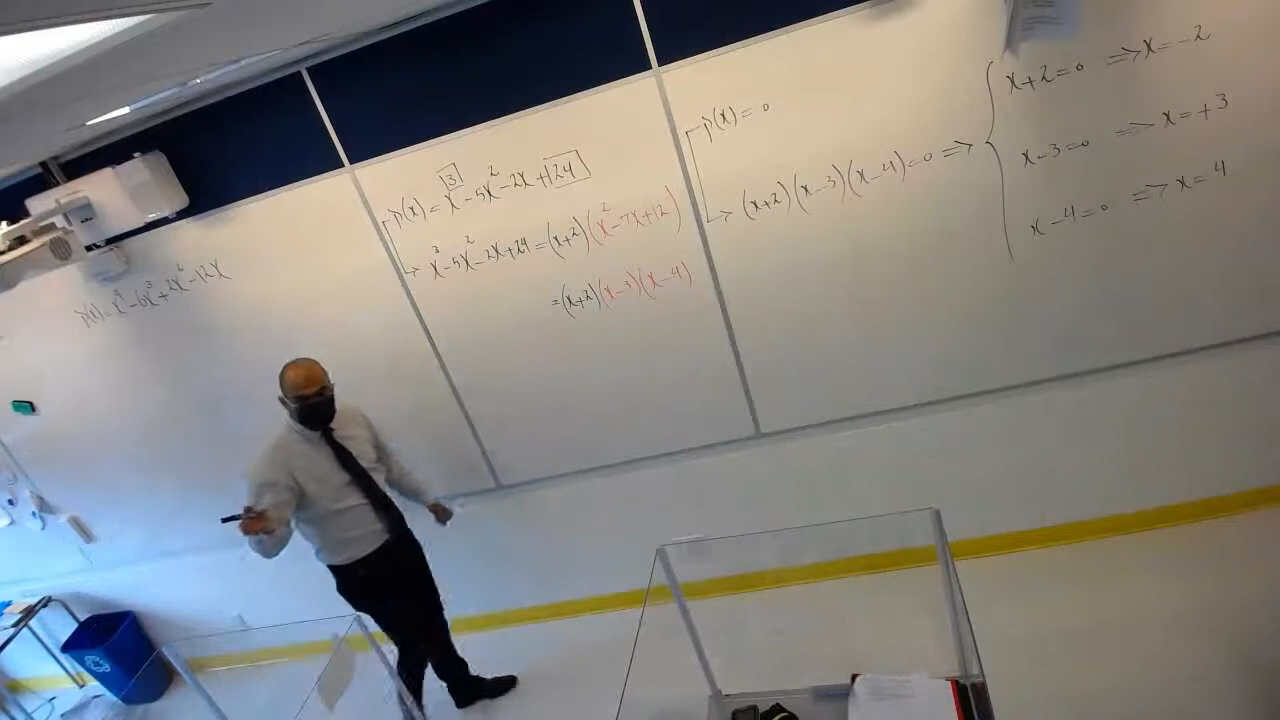 p(x) = x⁴ - 6x³ + 2x² - 12x
p(x) = x³ - 5x² - 2x + 24
x³ - 5x² - 2x + 24 = (x+2)(x² - 7x + 12)
= (x+2)(x-3)(x-4)
p(x) = 0
(x+2)(x-3)(x-4) = 0 ⇒
x+2=0 ⇒ x=-2
x-3=0 ⇒ x=+3
x-4=0 ⇒ x=4